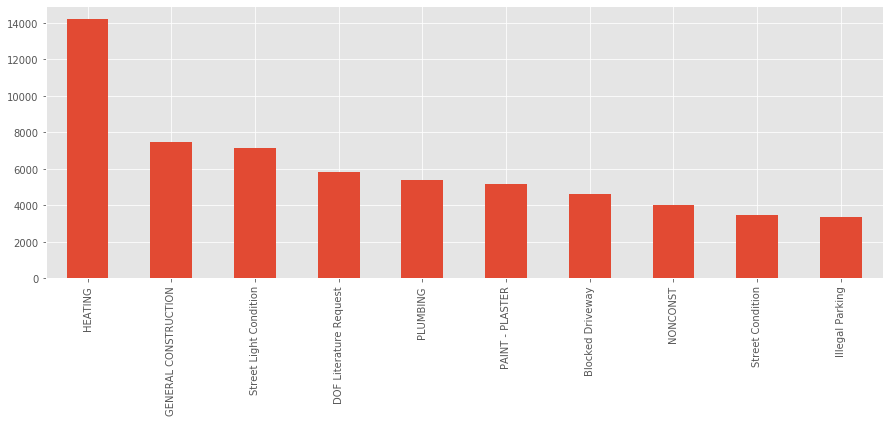 14000
12000
10000
8000
6000
4000
2000
0
HEATING
GENERAL CONSTRUCTION
Street Light Condition
DOF Literature Request
PLUMBING
PAINT - PLASTER
Blocked Driveway
NONCONST
Street Condition
Illegal Parking